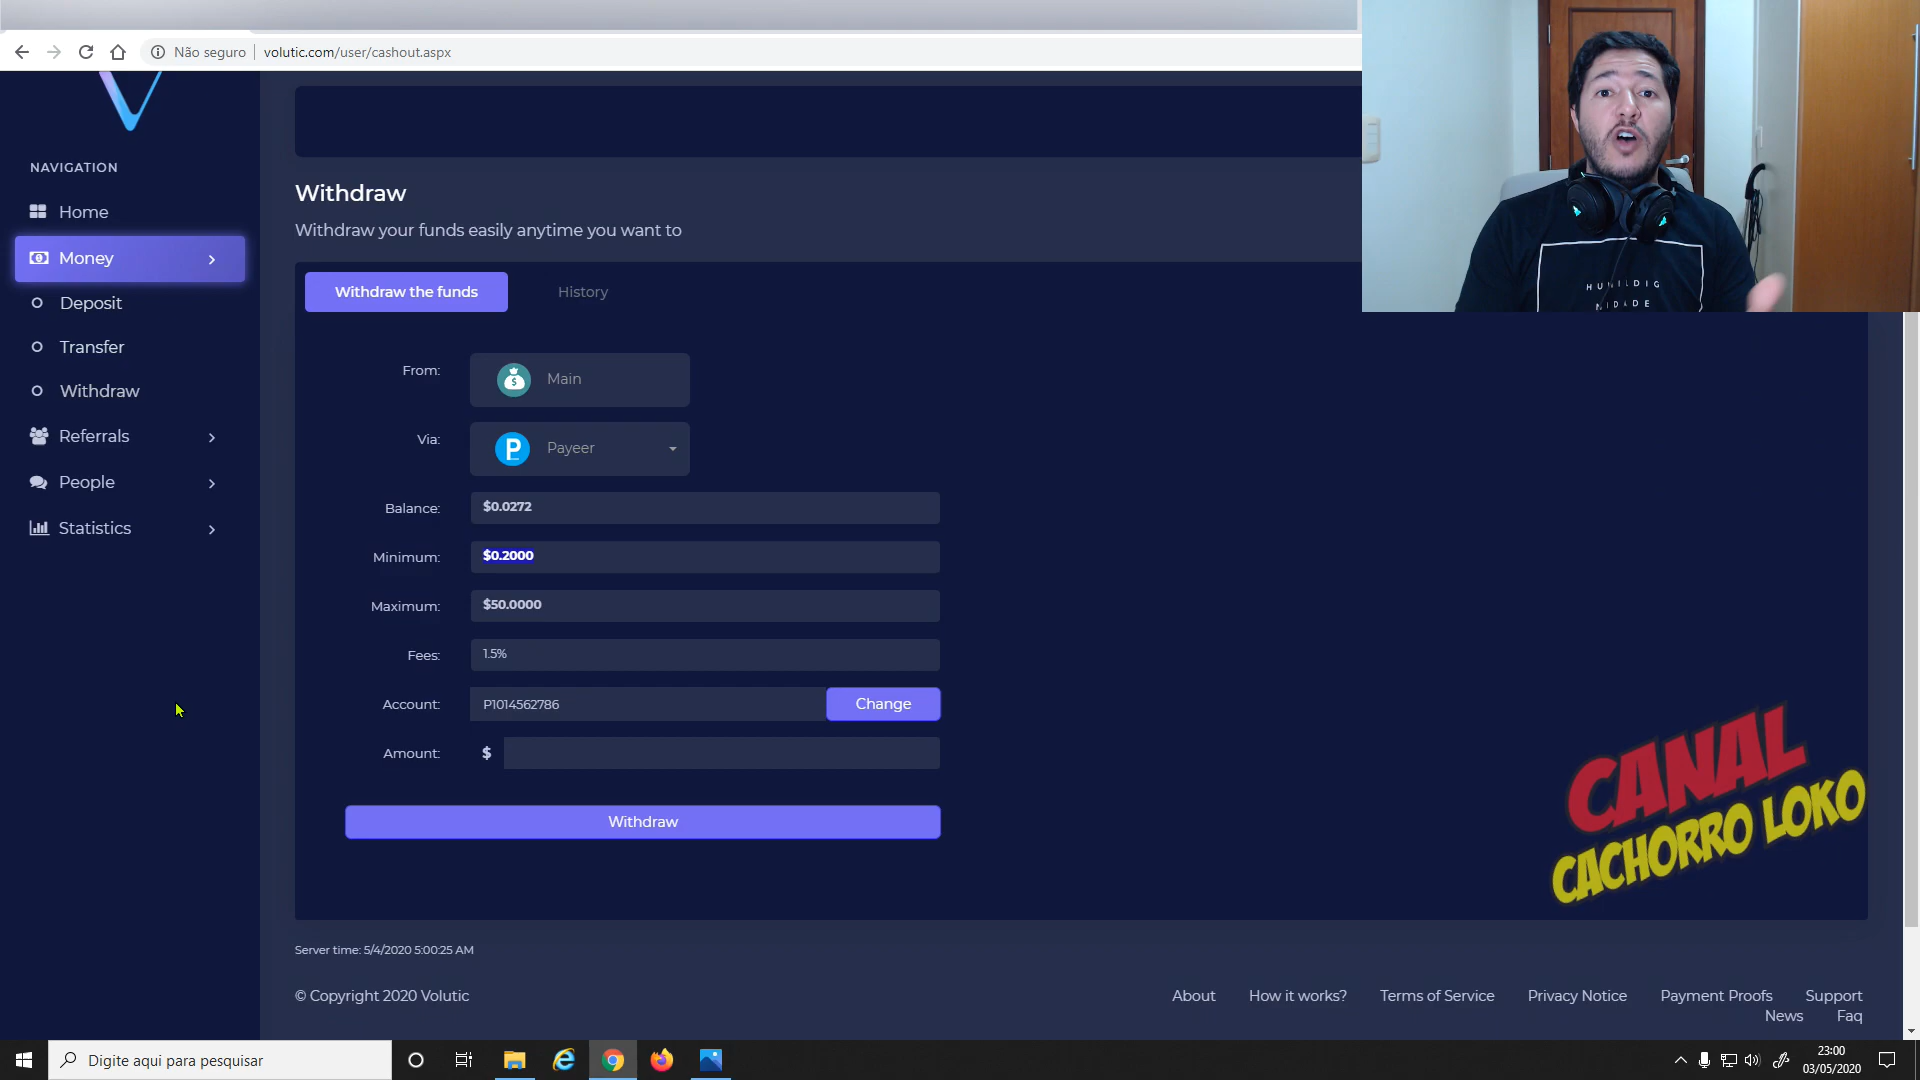 Não seguro
volutic.com/user/cashout.aspx
NAVIGATION
Home
Money
Deposit
Transfer
Withdraw
Referrals
People
Statistics
Withdraw
Withdraw your funds easily anytime you want to
Withdraw the funds
History
From:
Main
Via:
Payeer
Balance:
$0.0272
Minimum:
$0.2000
Maximum:
$50.0000
Fees:
1.5%
Account:
P1014562786
Change
Amount:
$
Withdraw
HUMILDIG
NIDADE
CANAL
CACHORRO LOKO
Server time: 5/4/2020 5:00:25 AM
© Copyright 2020 Volutic
About
How it works?
Terms of Service
Privacy Notice
Payment Proofs
Support
News
Faq
Digite aqui para pesquisar
23:00
03/05/2020